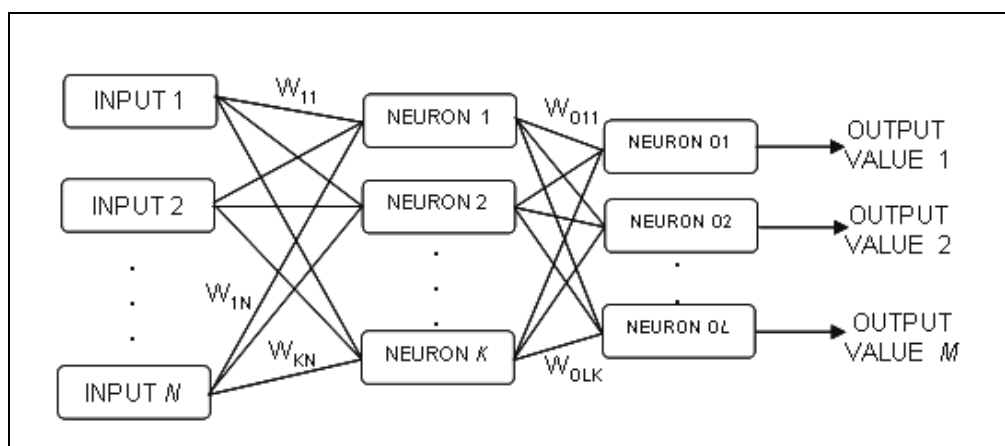 INPUT 1
INPUT 2
INPUT N
W11
W1N
WKN
NEURON 1
NEURON 2
NEURON K
WO11
WOLK
NEURON O1
NEURON O2
NEURON OL
OUTPUT
VALUE 1
OUTPUT
VALUE 2
OUTPUT
VALUE M